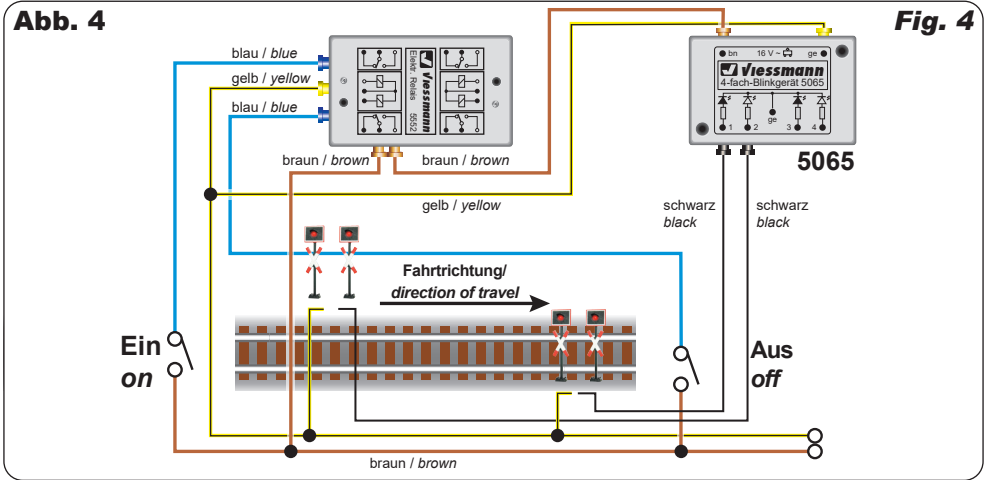 Abb. 4
Fig. 4
blau / blue
gelb / yellow
blau / blue
Viessmann
Elektr. Relais 5552
bn 16 V ~ ge
Viessmann
4-fach-Blinkgerät 5065
ge
1 2 3 4
5065
braun / brown
braun / brown
gelb / yellow
schwarz
black
schwarz
black
Fahrtrichtung/
direction of travel
Ein
on
Aus
off
braun / brown